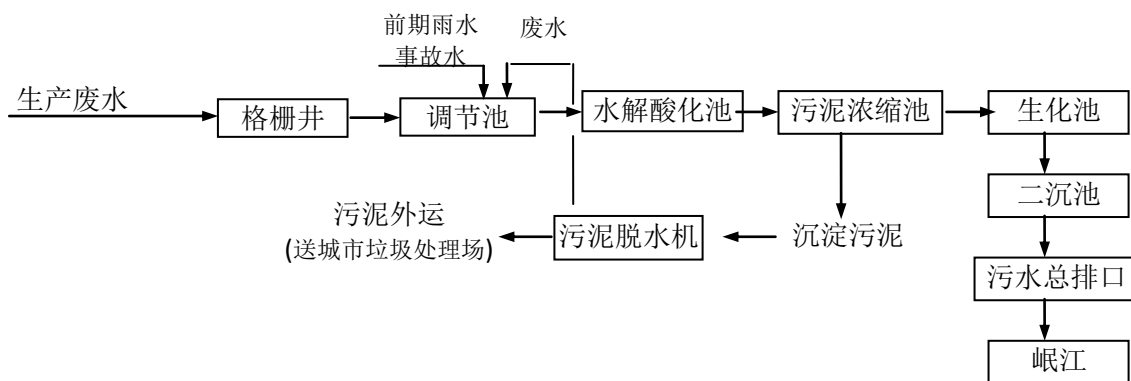 前期雨水
事故水
废水
生产废水
格栅井
调节池
水解酸化池
污泥浓缩池
生化池
二沉池
污泥外运
(送城市垃圾处理场)
污泥脱水机
沉淀污泥
污水总排口
岷江